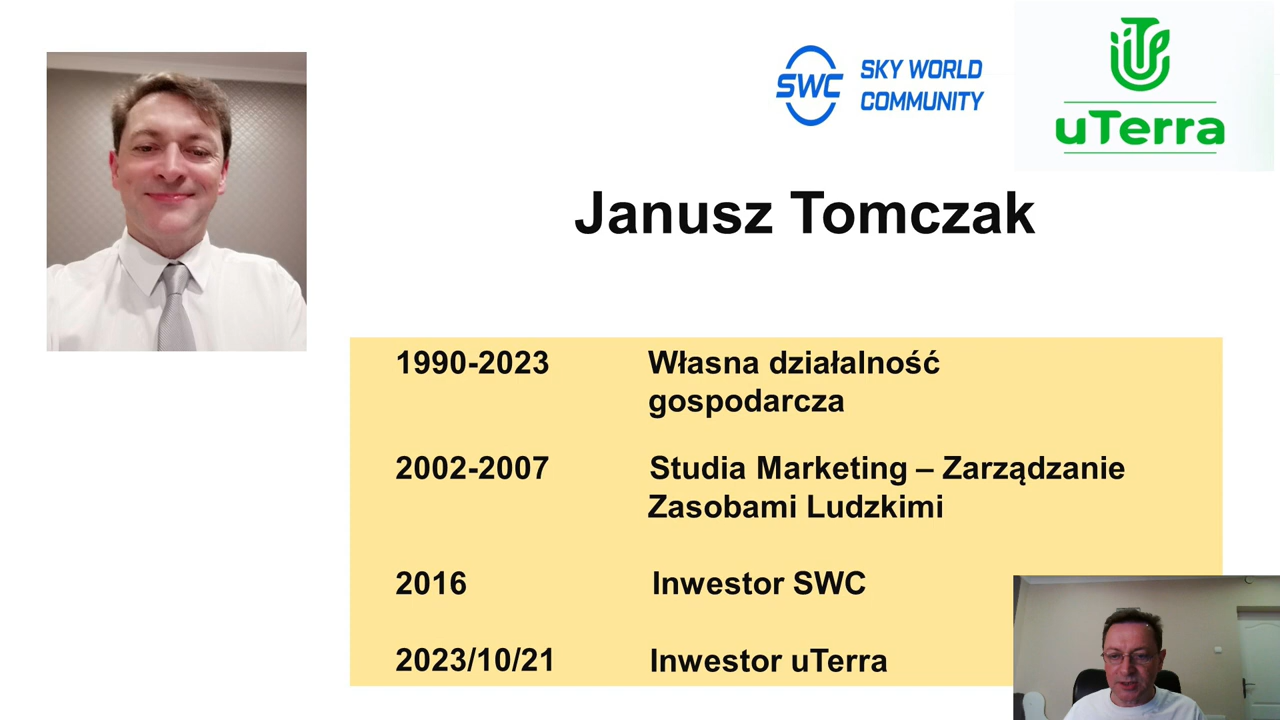 SWC
SKY WORLD
COMMUNITY
uTerra
Janusz Tomczak
1990-2023 Własna działalność
gospodarcza
2002-2007 Studia Marketing – Zarządzanie
Zasobami Ludzkimi
2016 Inwestor SWC
2023/10/21 Inwestor uTerra